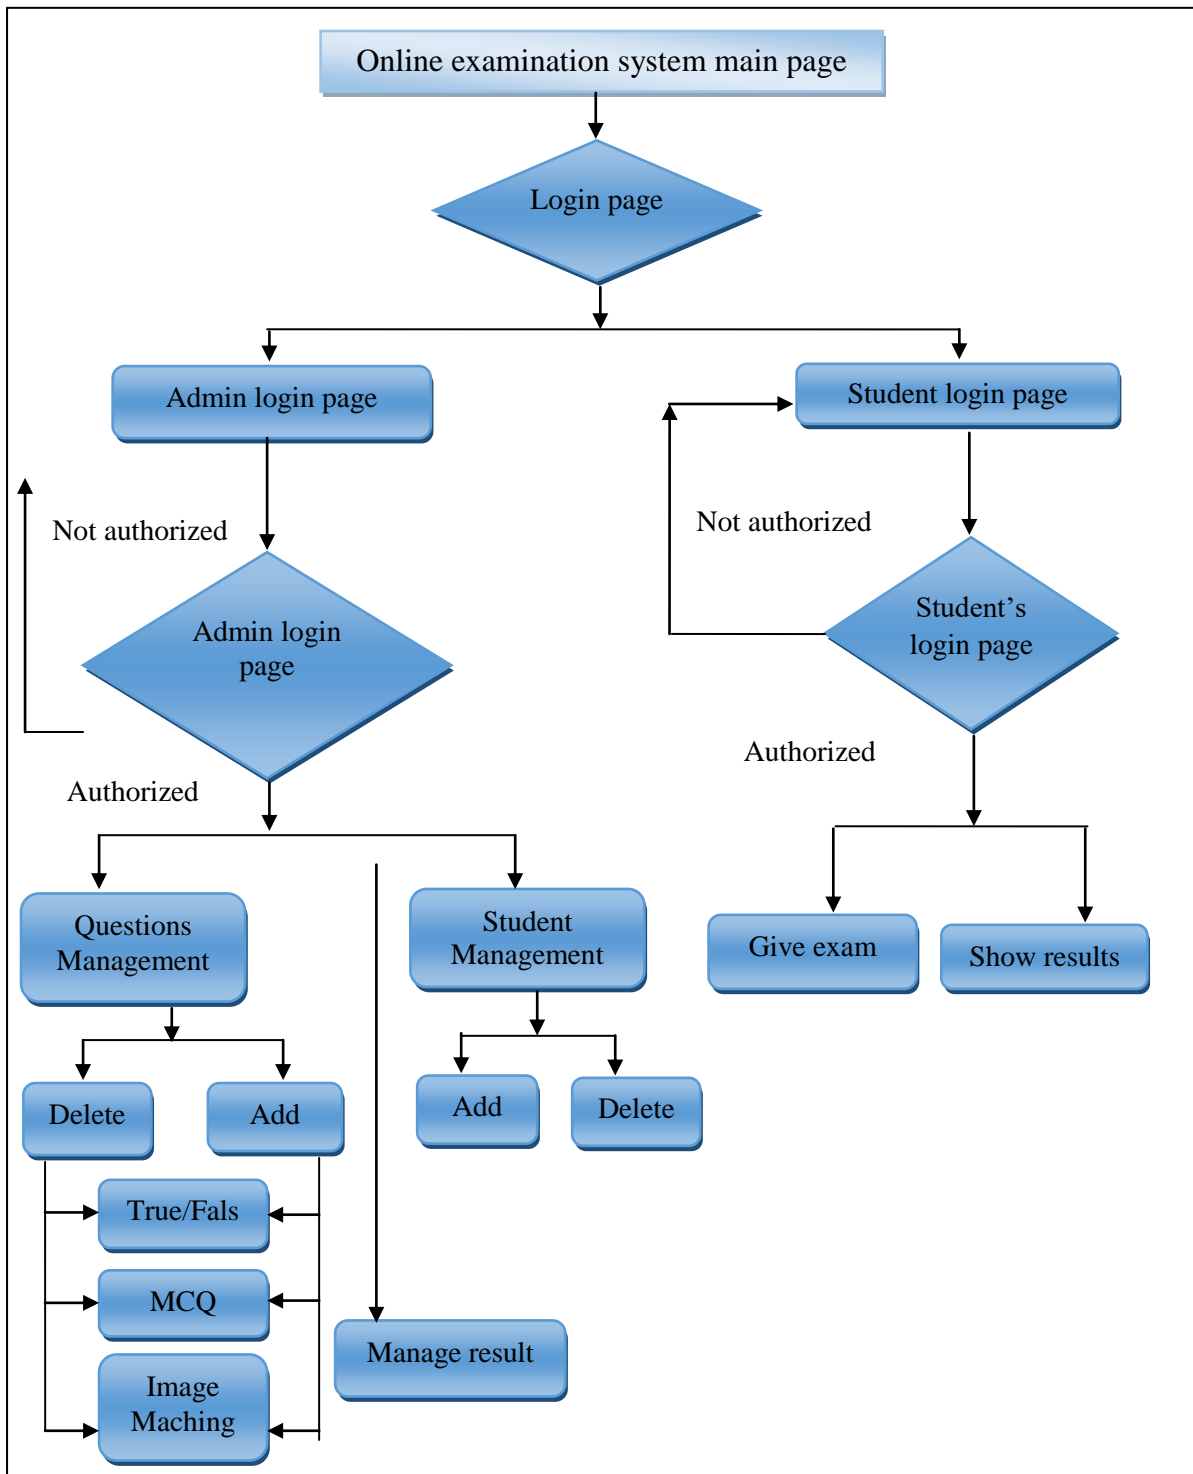 Online examination system main page
Login page
Admin login page
Student login page
Not authorized
Not authorized
Admin login
page
Student’s
login page
Authorized
Authorized
Questions
Management
Student
Management
Give exam
Show results
Delete
Add
Add
Delete
True/Fals
MCQ
Manage result
Image
Maching